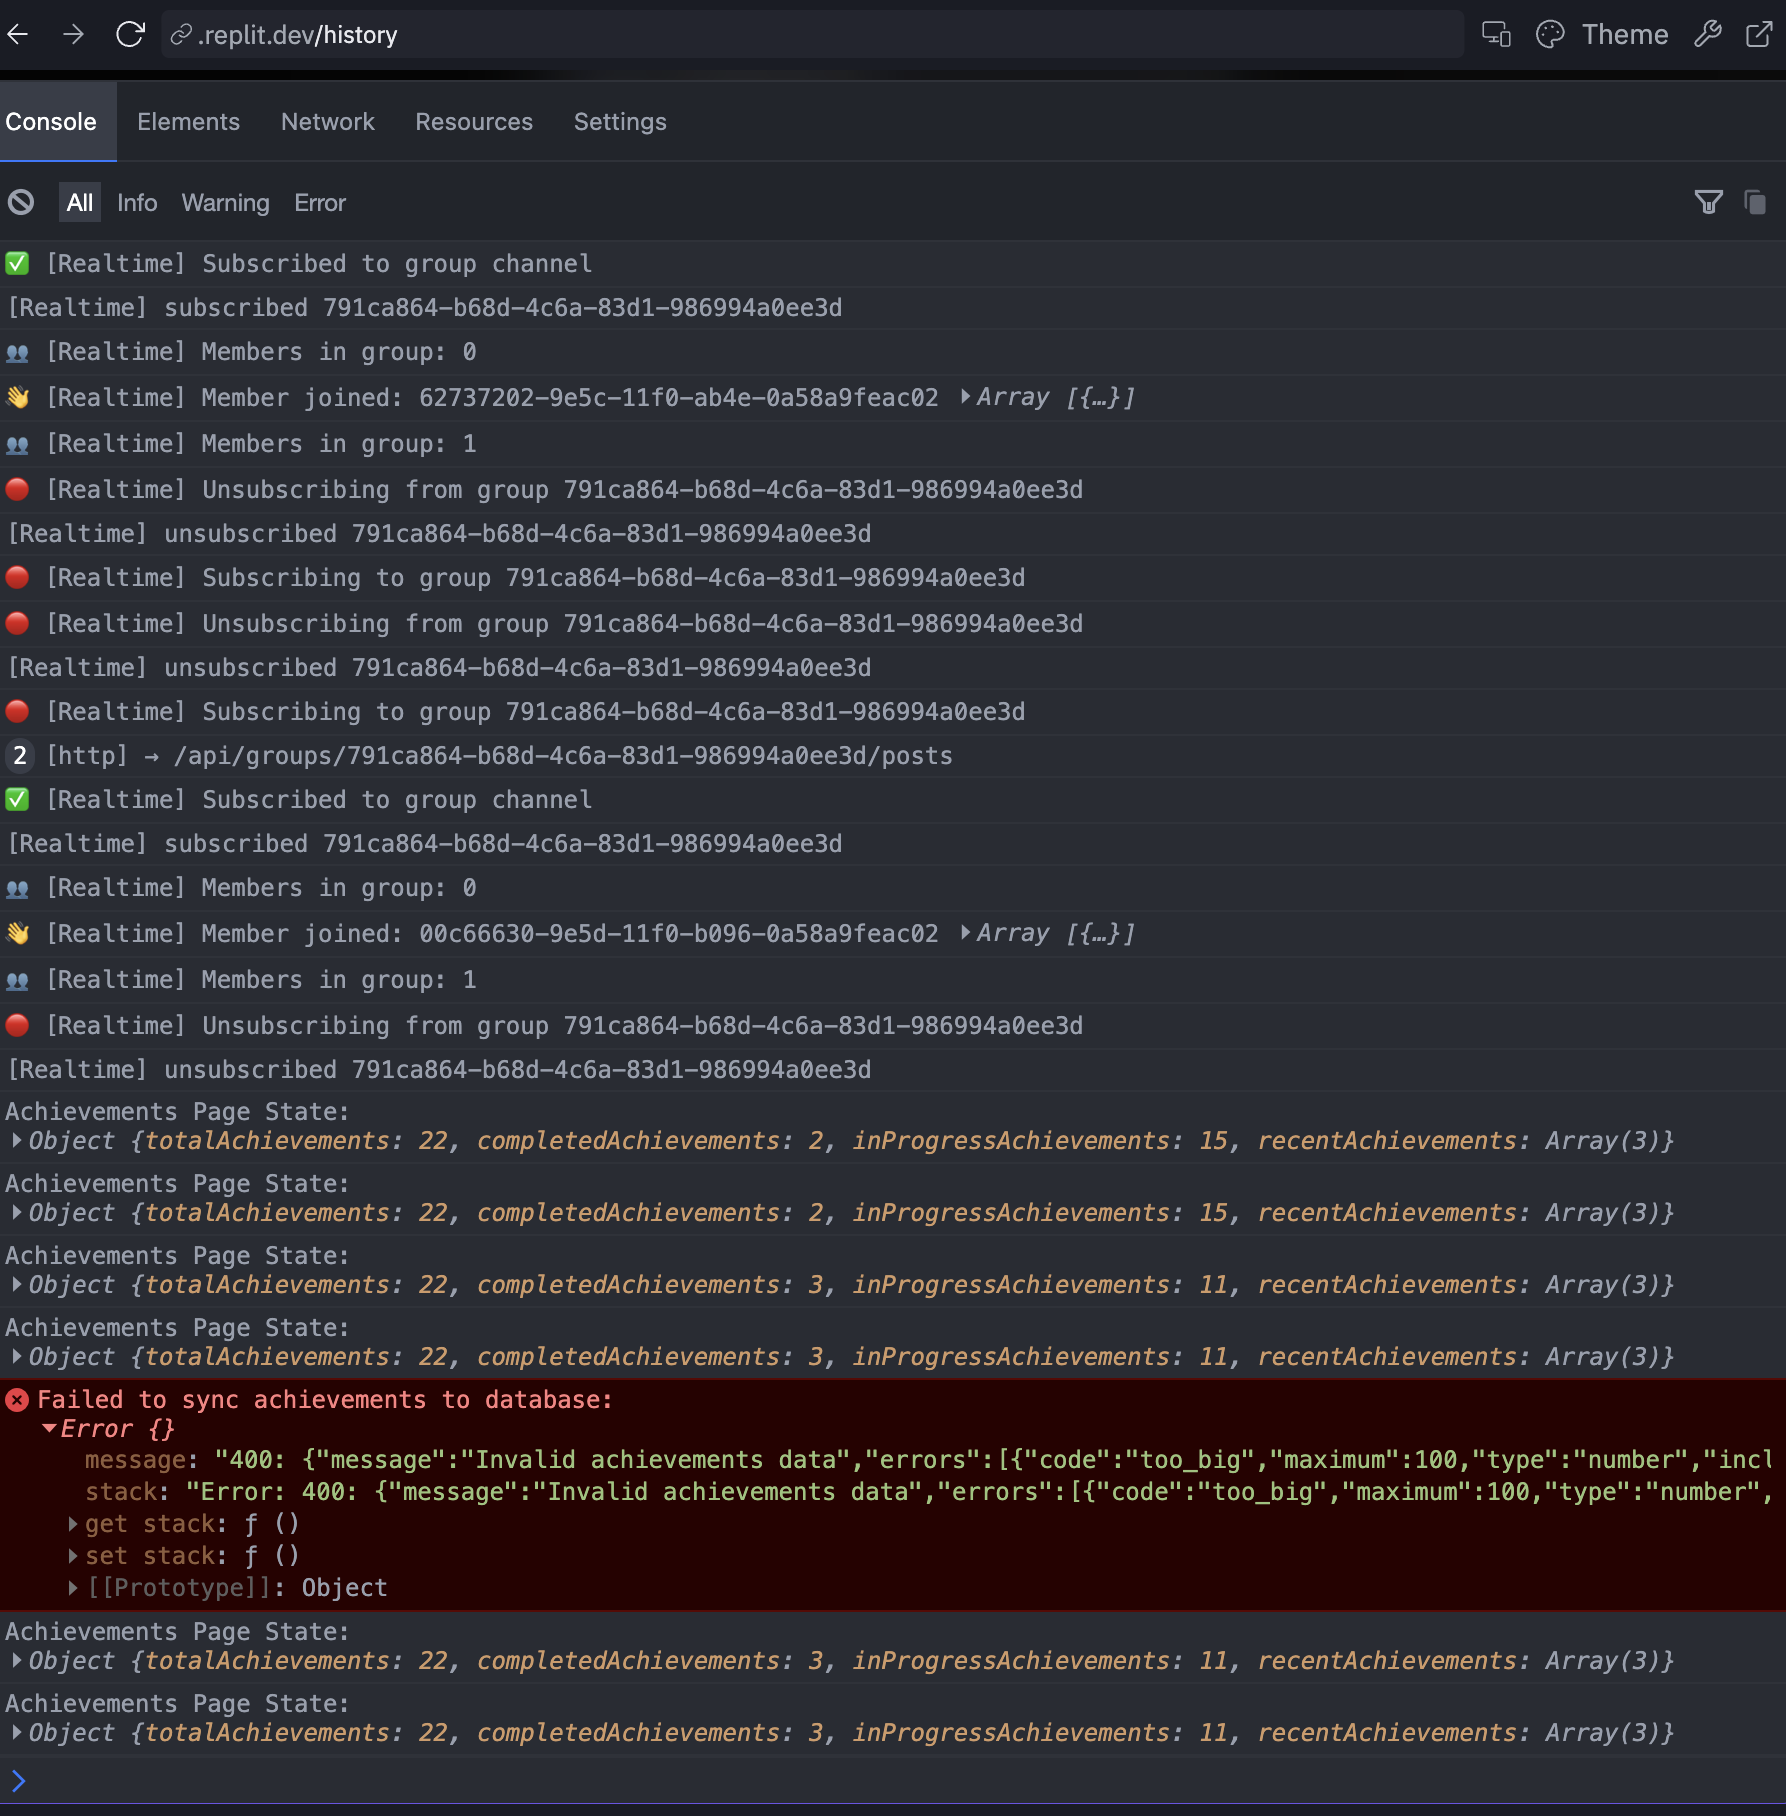 .replit.dev/history
Theme
Console Elements Network Resources Settings
All Info Warning Error
✅ [Realtime] Subscribed to group channel
[Realtime] subscribed 791ca864-b68d-4c6a-83d1-986994a0ee3d
👥 [Realtime] Members in group: 0
👋 [Realtime] Member joined: 62737202-9e5c-11f0-ab4e-0a58a9feac02 ▶Array [{…}]
👥 [Realtime] Members in group: 1
🔴 [Realtime] Unsubscribing from group 791ca864-b68d-4c6a-83d1-986994a0ee3d
[Realtime] unsubscribed 791ca864-b68d-4c6a-83d1-986994a0ee3d
🔴 [Realtime] Subscribing to group 791ca864-b68d-4c6a-83d1-986994a0ee3d
🔴 [Realtime] Unsubscribing from group 791ca864-b68d-4c6a-83d1-986994a0ee3d
[Realtime] unsubscribed 791ca864-b68d-4c6a-83d1-986994a0ee3d
🔴 [Realtime] Subscribing to group 791ca864-b68d-4c6a-83d1-986994a0ee3d
2 [http] → /api/groups/791ca864-b68d-4c6a-83d1-986994a0ee3d/posts
✅ [Realtime] Subscribed to group channel
[Realtime] subscribed 791ca864-b68d-4c6a-83d1-986994a0ee3d
👥 [Realtime] Members in group: 0
👋 [Realtime] Member joined: 00c66630-9e5d-11f0-b096-0a58a9feac02 ▶Array [{…}]
👥 [Realtime] Members in group: 1
🔴 [Realtime] Unsubscribing from group 791ca864-b68d-4c6a-83d1-986994a0ee3d
[Realtime] unsubscribed 791ca864-b68d-4c6a-83d1-986994a0ee3d
Achievements Page State:
▶Object {totalAchievements: 22, completedAchievements: 2, inProgressAchievements: 15, recentAchievements: Array(3)}
Achievements Page State:
▶Object {totalAchievements: 22, completedAchievements: 2, inProgressAchievements: 15, recentAchievements: Array(3)}
Achievements Page State:
▶Object {totalAchievements: 22, completedAchievements: 3, inProgressAchievements: 11, recentAchievements: Array(3)}
Achievements Page State:
▶Object {totalAchievements: 22, completedAchievements: 3, inProgressAchievements: 11, recentAchievements: Array(3)}
Failed to sync achievements to database:
▼Error {}
message: "400: {"message":"Invalid achievements data","errors":[{"code":"too_big","maximum":100,"type":"number","incl
stack: "Error: 400: {"message":"Invalid achievements data","errors":[{"code":"too_big","maximum":100,"type":"number",
▶get stack: ƒ ()
▶set stack: ƒ ()
▶[[Prototype]]: Object
Achievements Page State:
▶Object {totalAchievements: 22, completedAchievements: 3, inProgressAchievements: 11, recentAchievements: Array(3)}
Achievements Page State:
▶Object {totalAchievements: 22, completedAchievements: 3, inProgressAchievements: 11, recentAchievements: Array(3)}